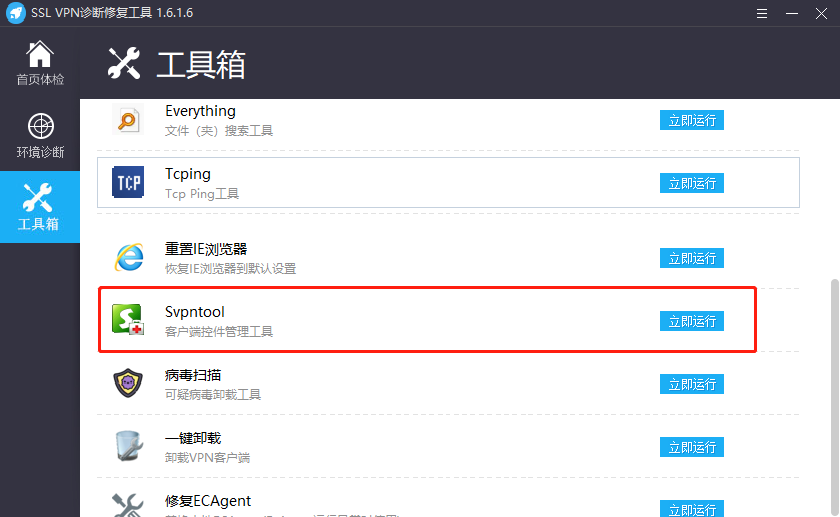 SSL VPN诊断修复工具 1.6.1.6
首页体检
环境诊断
工具箱
工具箱
Everything
文件（夹）搜索工具
立即运行
TCP
Tcping
Tcp Ping工具
立即运行
重置IE浏览器
恢复IE浏览器到默认设置
立即运行
Svpntool
客户端控件管理工具
立即运行
病毒扫描
可疑病毒卸载工具
立即运行
一键卸载
卸载VPN客户端
立即运行
修复ECAgent
立即运行